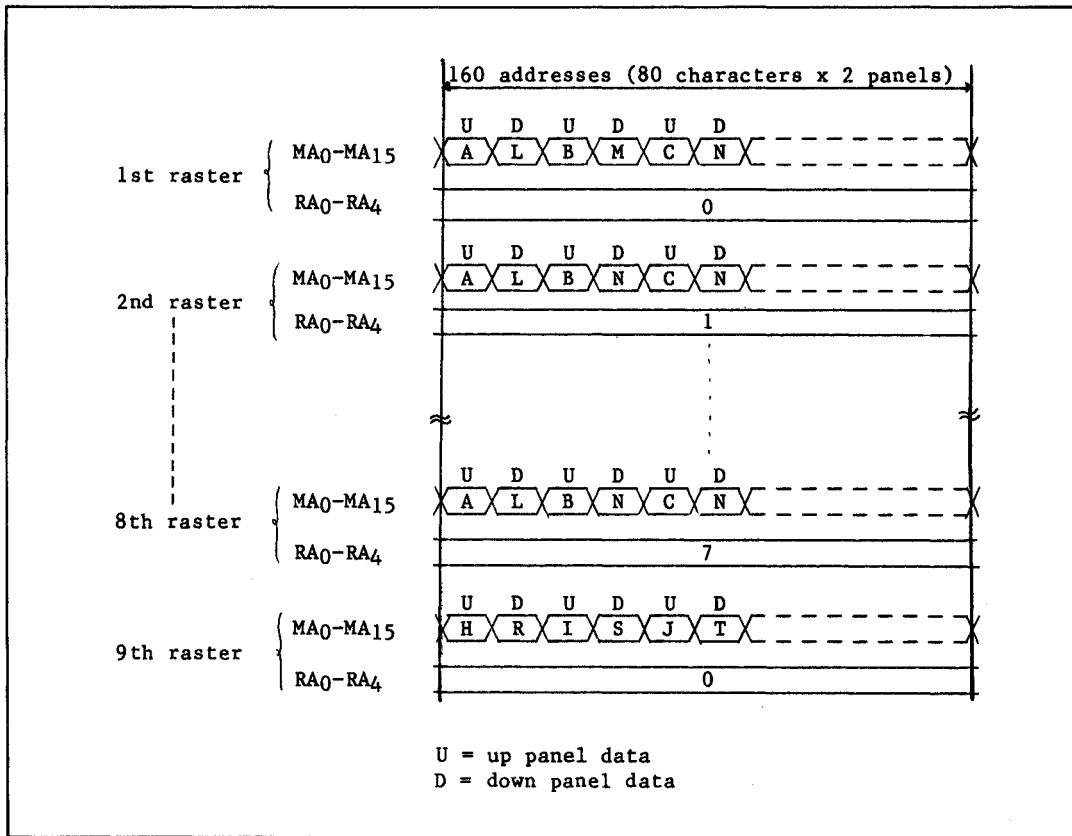 160 addresses (80 characters x 2 panels)
U D U D U D
1st raster
MA0-MA15 A L B M C N
RA0-RA4 0
U D U D U D
2nd raster
MA0-MA15 A L B N C N
RA0-RA4 1
U D U D U D
8th raster
MA0-MA15 A L B N C N
RA0-RA4 7
U D U D U D
9th raster
MA0-MA15 H R I S J T
RA0-RA4 0
U = up panel data
D = down panel data